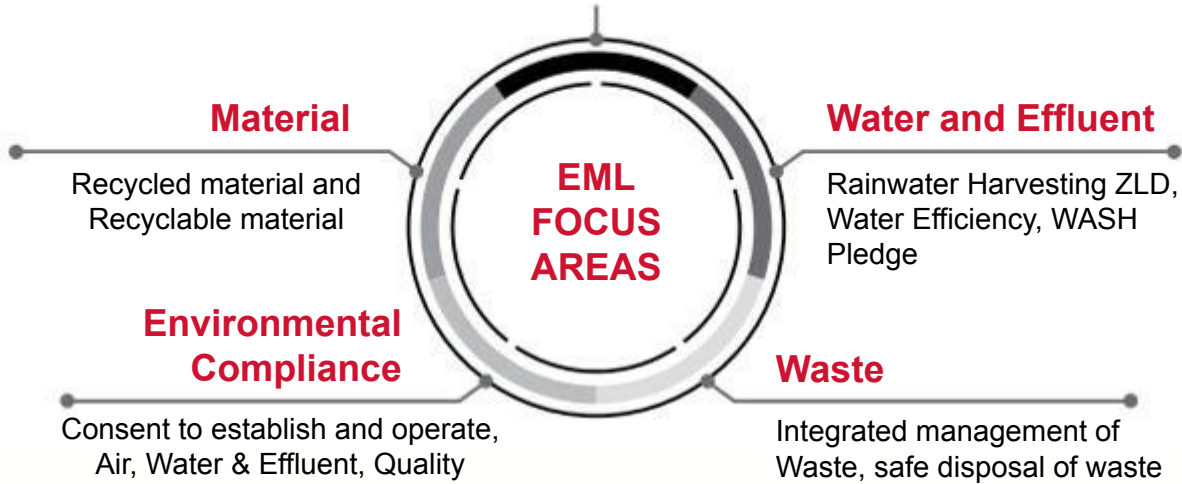 Material
Recycled material and
Recyclable material
Water and Effluent
Rainwater Harvesting ZLD,
Water Efficiency, WASH
Pledge
EML
FOCUS
AREAS
Environmental
Compliance
Consent to establish and operate,
Air, Water & Effluent, Quality
Waste
Integrated management of
Waste, safe disposal of waste